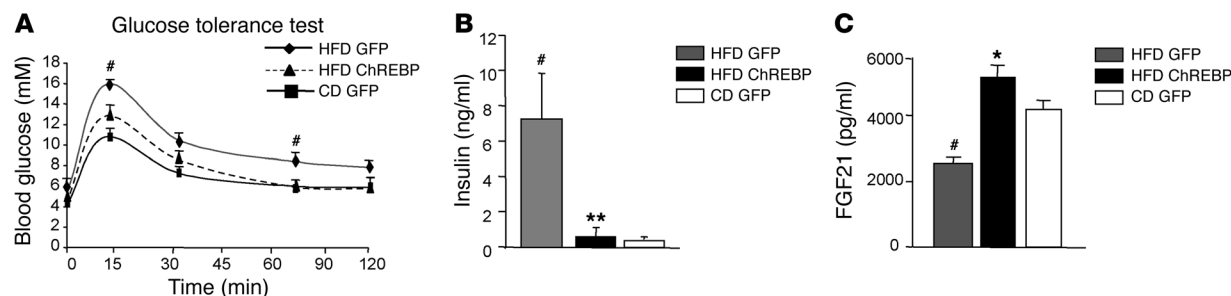 A
Glucose tolerance test
HFD GFP
HFD ChREBP
CD GFP
Blood glucose (mM)
18
16
14
12
10
8
6
4
2
0
#
#
0 15 30 60 90 120
Time (min)
B
HFD GFP
HFD ChREBP
CD GFP
Insulin (ng/ml)
12
10
8
6
4
2
0
#
**
C
HFD GFP
HFD ChREBP
CD GFP
FGF21 (pg/ml)
6000
4000
2000
0
#
*